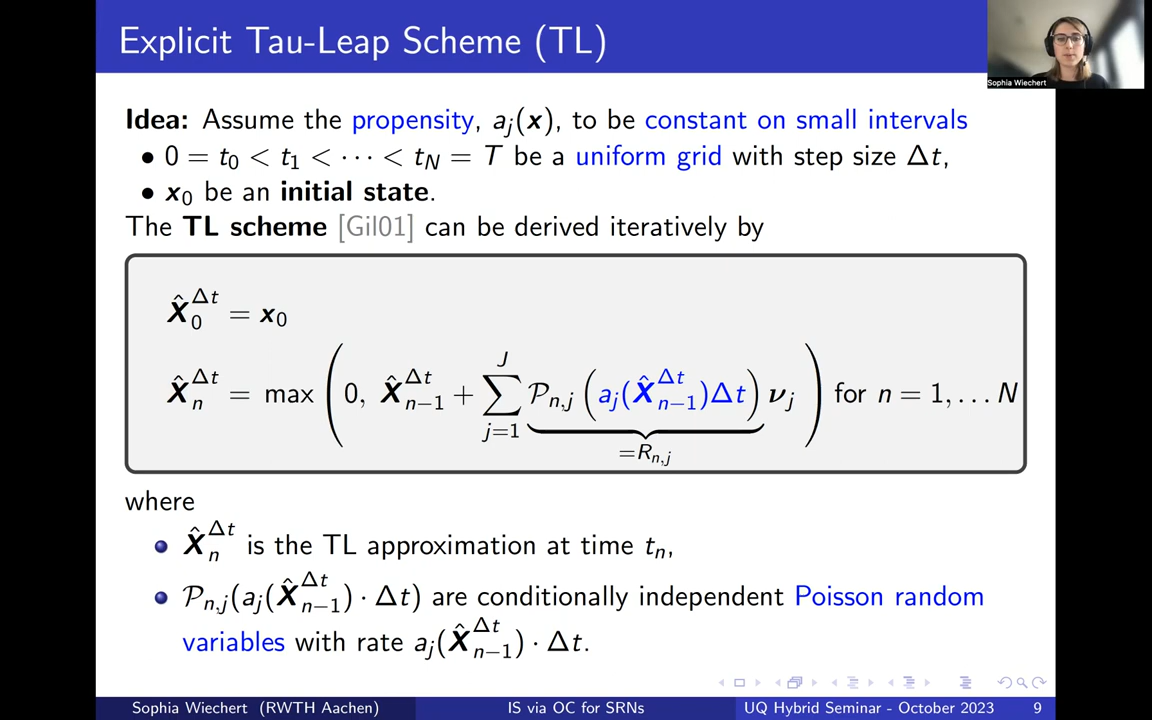 Explicit Tau-Leap Scheme (TL)
Sophia Wiechert
Idea: Assume the propensity, a_j(x), to be constant on small intervals
• 0 = t_0 < t_1 < ⋯ < t_N = T be a uniform grid with step size Δt,
• x_0 be an initial state.
The TL scheme [Gil01] can be derived iteratively by
X̂_0^{Δt} = x_0
X̂_n^{Δt} = max (0, X̂_{n−1}^{Δt} + ∑_{j=1}^{J} P_{n,j} (a_j(X̂_{n−1}^{Δt})Δt) ν_j) for n = 1, . . . N
=R_{n,j}
where
• X̂_n^{Δt} is the TL approximation at time t_n,
• P_{n,j}(a_j(X̂_{n−1}^{Δt}) · Δt) are conditionally independent Poisson random
variables with rate a_j(X̂_{n−1}^{Δt}) · Δt.
Sophia Wiechert (RWTH Aachen) IS via OC for SRNs UQ Hybrid Seminar - October 2023 9